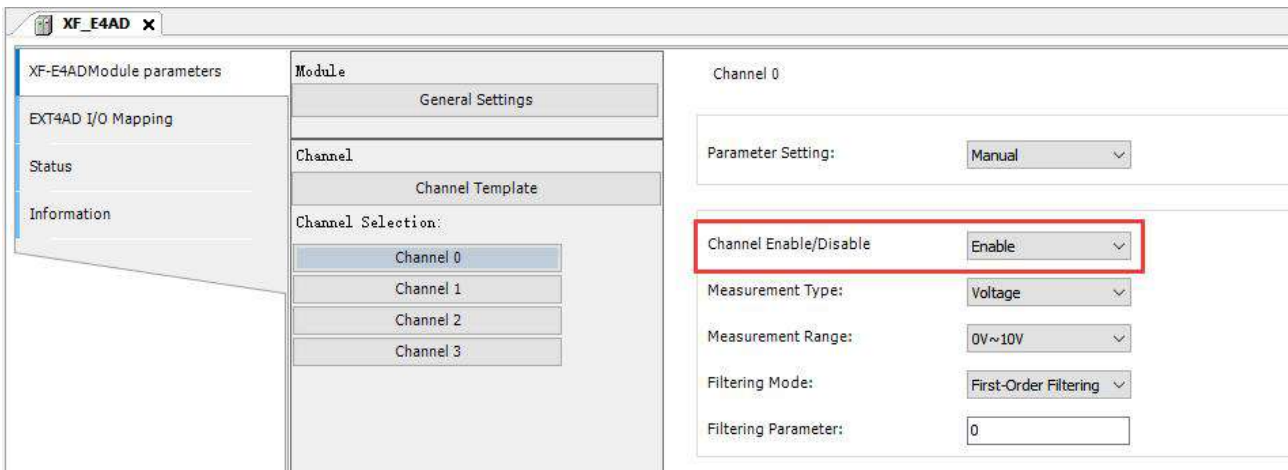 XF_E4AD X
XF-E4ADModule parameters
EXT4AD I/O Mapping
Status
Information
Module
General Settings
Channel
Channel Template
Channel Selection:
Channel 0
Channel 1
Channel 2
Channel 3
Channel 0
Parameter Setting: Manual
Channel Enable/Disable Enable
Measurement Type: Voltage
Measurement Range: 0V~10V
Filtering Mode: First-Order Filtering
Filtering Parameter: 0